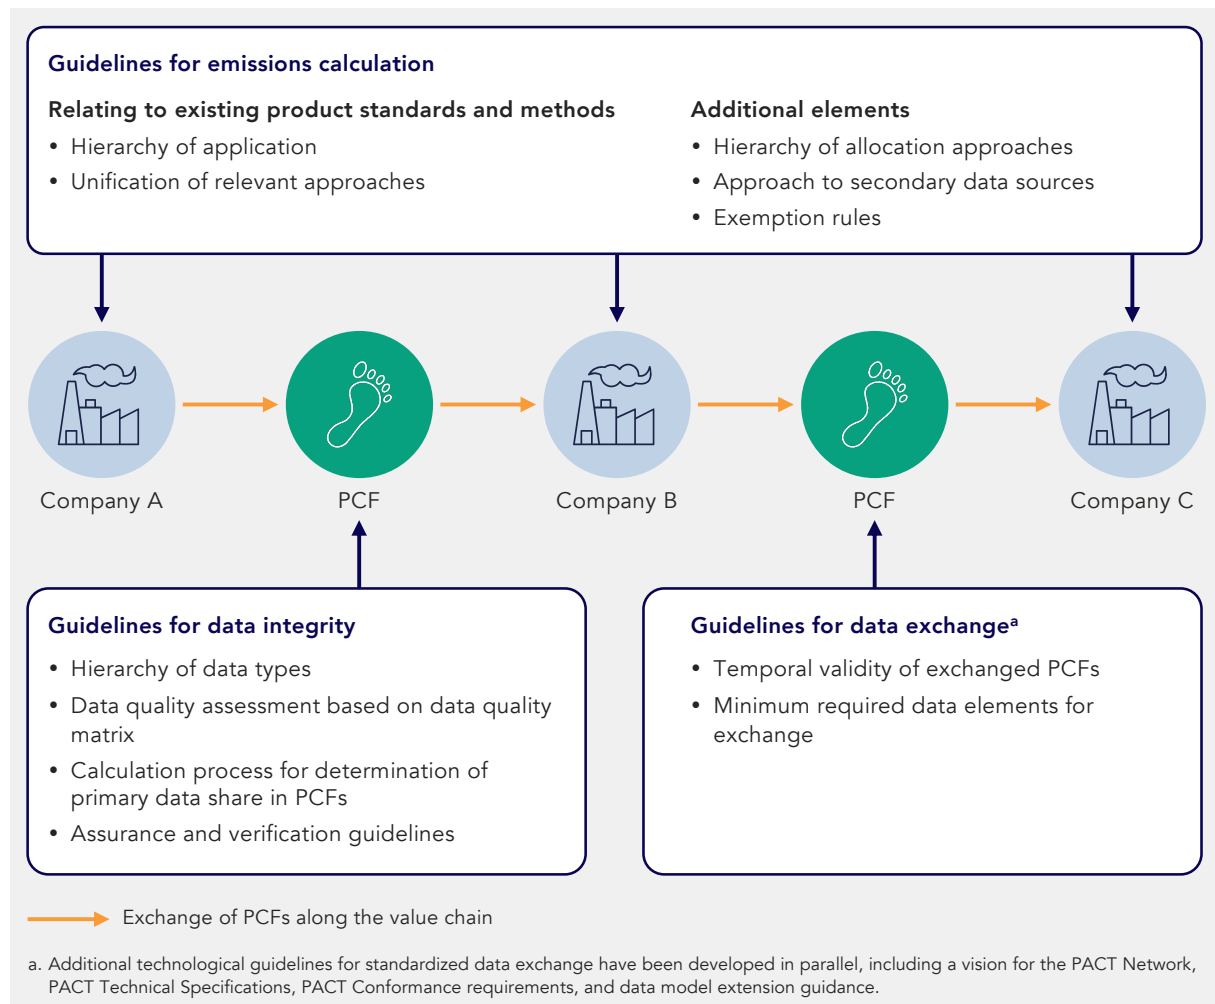 Guidelines for emissions calculation
Relating to existing product standards and methods
• Hierarchy of application
• Unification of relevant approaches
Additional elements
• Hierarchy of allocation approaches
• Approach to secondary data sources
• Exemption rules
Company A
PCF
Company B
PCF
Company C
Guidelines for data integrity
• Hierarchy of data types
• Data quality assessment based on data quality
matrix
• Calculation process for determination of
primary data share in PCFs
• Assurance and verification guidelines
Guidelines for data exchangeᵃ
• Temporal validity of exchanged PCFs
• Minimum required data elements for
exchange
Exchange of PCFs along the value chain
a. Additional technological guidelines for standardized data exchange have been developed in parallel, including a vision for the PACT Network,
PACT Technical Specifications, PACT Conformance requirements, and data model extension guidance.